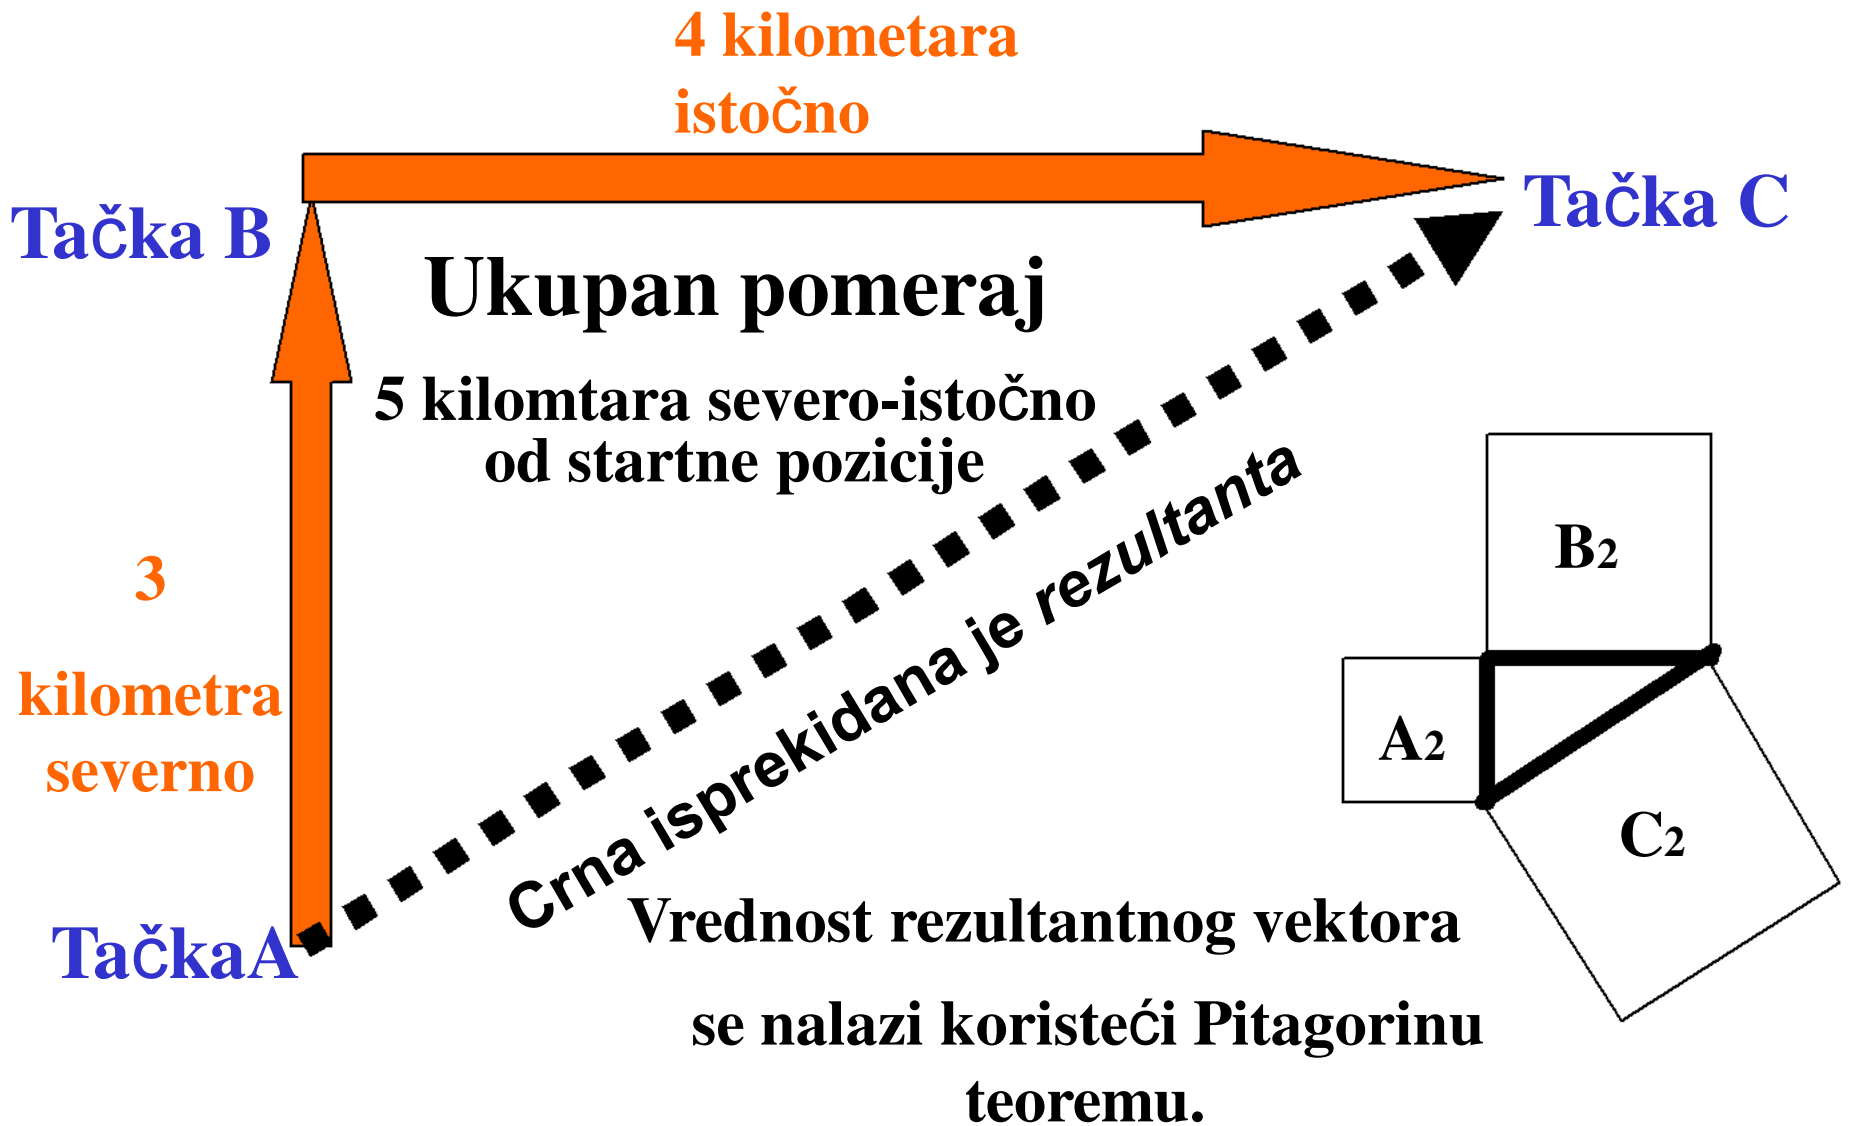 4 kilometara
istočno
Tačka B
Tačka C
Ukupan pomeraj
5 kilomtara severo-istočno
od startne pozicije
3
kilometra
severno
Crna isprekidana je rezultanta
B2
A2
C2
TačkaA
Vrednost rezultantnog vektora
se nalazi koristeći Pitagorinu
teoremu.